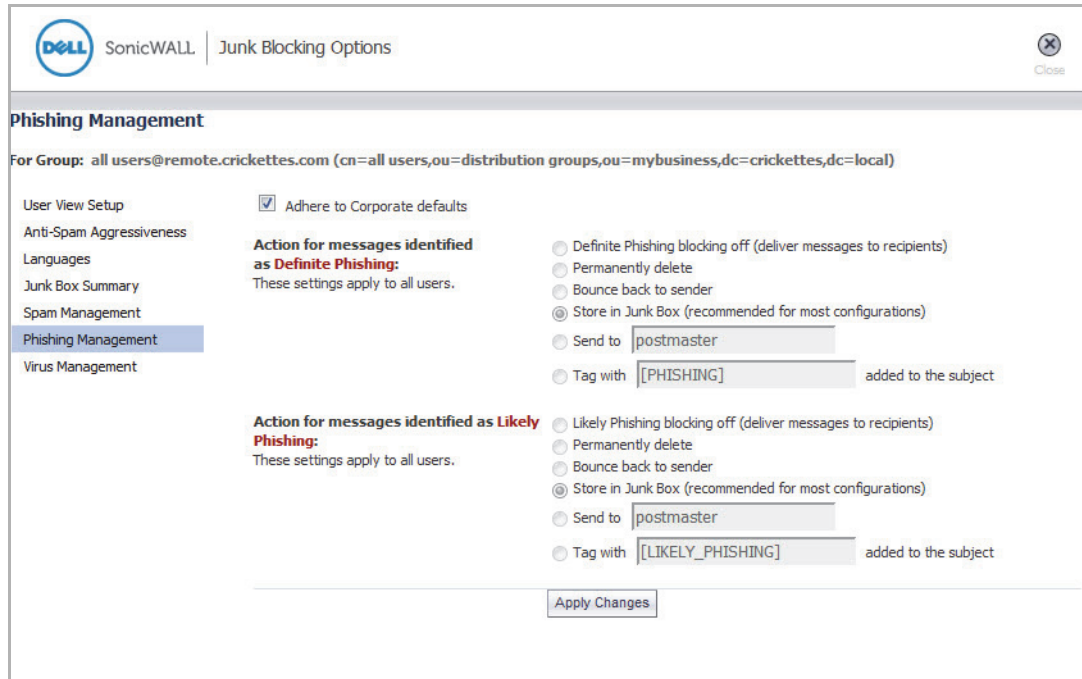 DELL SonicWALL Junk Blocking Options
Close
Phishing Management
For Group: all users@remote.crickettes.com (cn=all users,ou=distribution groups,ou=mybusiness,dc=crickettes,dc=local)
User View Setup
Anti-Spam Aggressiveness
Languages
Junk Box Summary
Spam Management
Phishing Management
Virus Management
Adhere to Corporate defaults
Action for messages identified
as Definite Phishing:
These settings apply to all users.
Definite Phishing blocking off (deliver messages to recipients)
Permanently delete
Bounce back to sender
Store in Junk Box (recommended for most configurations)
Send to postmaster
Tag with [PHISHING] added to the subject
Action for messages identified as Likely
Phishing:
These settings apply to all users.
Likely Phishing blocking off (deliver messages to recipients)
Permanently delete
Bounce back to sender
Store in Junk Box (recommended for most configurations)
Send to postmaster
Tag with [LIKELY_PHISHING] added to the subject
Apply Changes